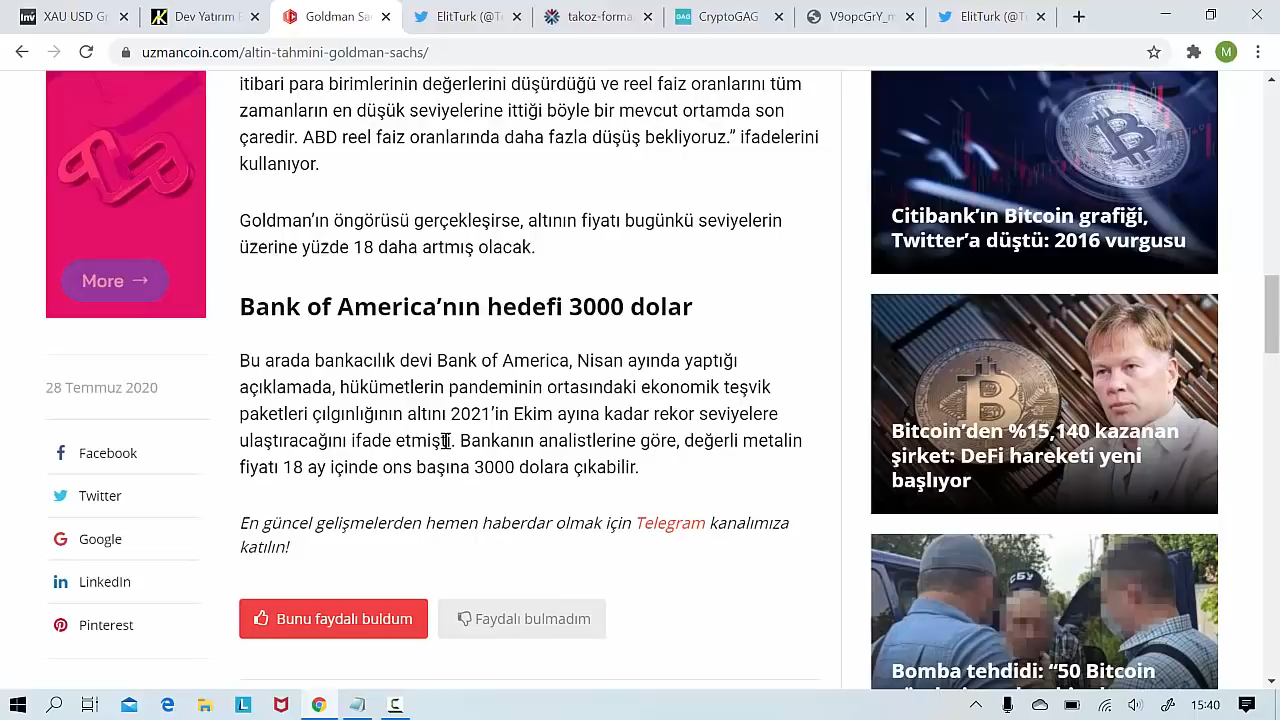 XAU/USD - G
Dev Yatırım B
Goldman Sa
ElitTurk (@T
takoz-forma
CryptoSAG
VPopGry_m
ElitTurk (@T
uzmancoin.com/altin-tahmini-goldman-sachs/
M
More →
28 Temmuz 2020
Facebook
Twitter
Google
LinkedIn
Pinterest
itibari para birimlerinin değerlerini düşürdüğü ve reel faiz oranlarını tüm
zamanların en düşük seviyelerine ittiği böyle bir mevcut ortamda son
çaredir. ABD reel faiz oranlarında daha fazla düşüş bekliyoruz.” ifadelerini
kullanıyor.
Goldman’ın öngörüsü gerçekleşirse, altının fiyatı bugünkü seviyelerin
üzerine yüzde 18 daha artmış olacak.
Bank of America’nın hedefi 3000 dolar
Bu arada bankacılık devi Bank of America, Nisan ayında yaptığı
açıklamada, hükümetlerin pandeminin ortasındaki ekonomik teşvik
paketleri çılgınlığının altını 2021’in Ekim ayına kadar rekor seviyelere
ulaştıracağını ifade etmişti. Bankanın analistlerine göre, değerli metalin
fiyatı 18 ay içinde ons başına 3000 dolara çıkabilir.
En güncel gelişmelerden hemen haberdar olmak için Telegram kanalımıza
katılın!
Bunu faydalı buldum
Faydalı bulmadım
Citibank’ın Bitcoin grafiği,
Twitter’a düştü: 2016 vurgusu
Bitcoin’den %15,140 kazanan
şirket: DeFi hareketi yeni
başlıyor
СБУ
Bomba tehdidi: “50 Bitcoin
15:40